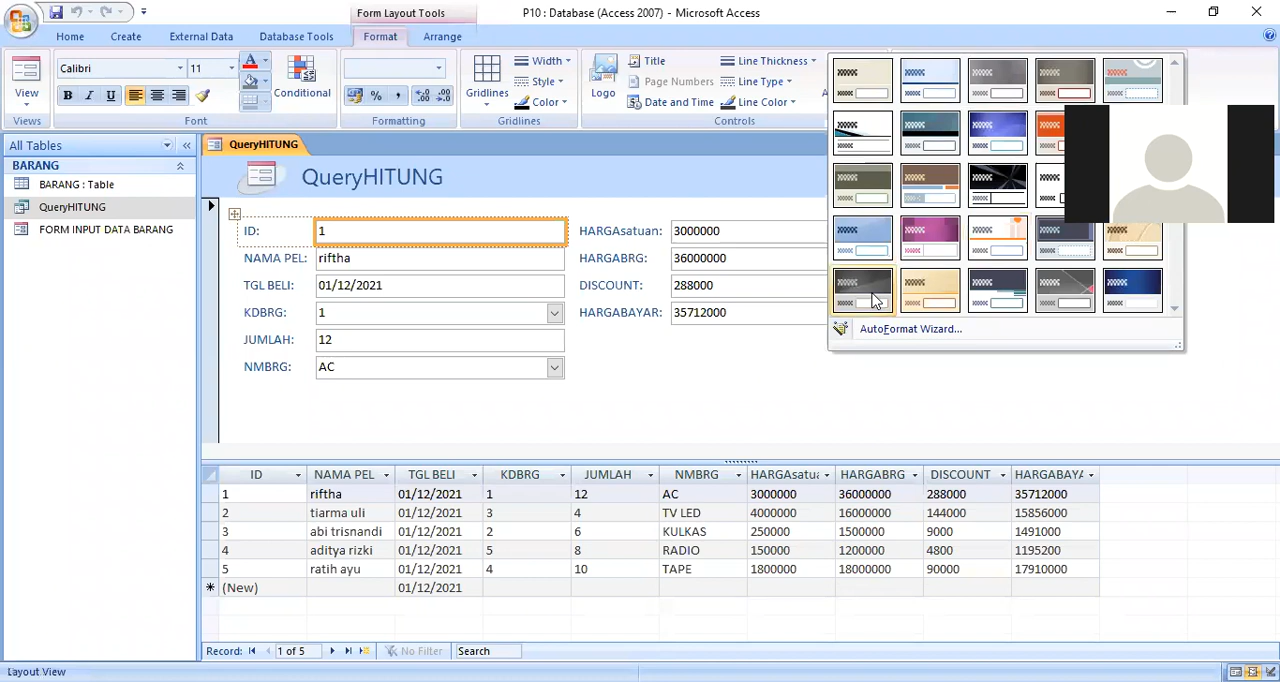 Form Layout Tools
P10 : Database (Access 2007) - Microsoft Access
Home Create External Data Database Tools Format Arrange
View
Views
Calibri 11
B I U
Font
Conditional
%
Formatting
Gridlines
Width
Style
Color
Gridlines
Logo
Title
Page Numbers
Date and Time
Line Thickness
Line Type
Line Color
Controls
AutoFormat Wizard...
All Tables
BARANG
BARANG : Table
QueryHITUNG
FORM INPUT DATA BARANG
QueryHITUNG
QueryHITUNG
ID: 1
NAMA PEL: riftha
TGL BELI: 01/12/2021
KDBRG: 1
JUMLAH: 12
NMBRG: AC
HARGAsatuan: 3000000
HARGABRG: 36000000
DISCOUNT: 288000
HARGABAYAR: 35712000
ID NAMA PEL TGL BELI KDBRG JUMLAH NMBRG HARGAsatua HARGABRG DISCOUNT HARGABAYA
1 riftha 01/12/2021 1 12 AC 3000000 36000000 288000 35712000
2 tiarma uli 01/12/2021 3 4 TV LED 4000000 16000000 144000 15856000
3 abi trisnandi 01/12/2021 2 6 KULKAS 250000 1500000 9000 1491000
4 aditya rizki 01/12/2021 5 8 RADIO 150000 1200000 4800 1195200
5 ratih ayu 01/12/2021 4 10 TAPE 1800000 18000000 90000 17910000
(New) 01/12/2021
Record: 1 of 5 No Filter Search
Layout View